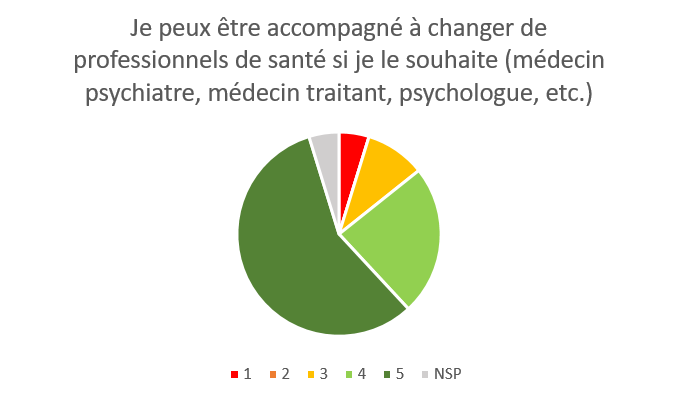 Je peux être accompagné à changer de
professionnels de santé si je le souhaite (médecin
psychiatre, médecin traitant, psychologue, etc.)
1 2 3 4 5 NSP